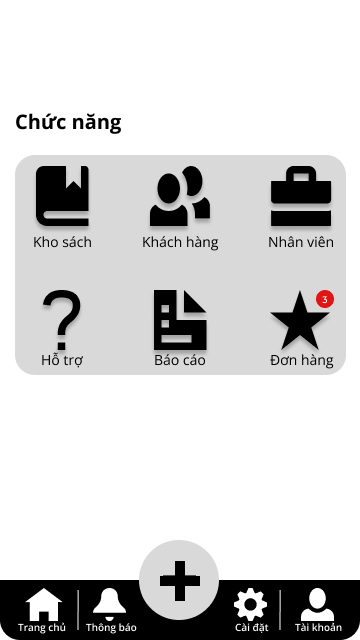 Chức năng
Kho sách
Khách hàng
Nhân viên
3
Hỗ trợ
Báo cáo
Đơn hàng
Trang chủ
Thông báo
Cài đặt
Tài khoản